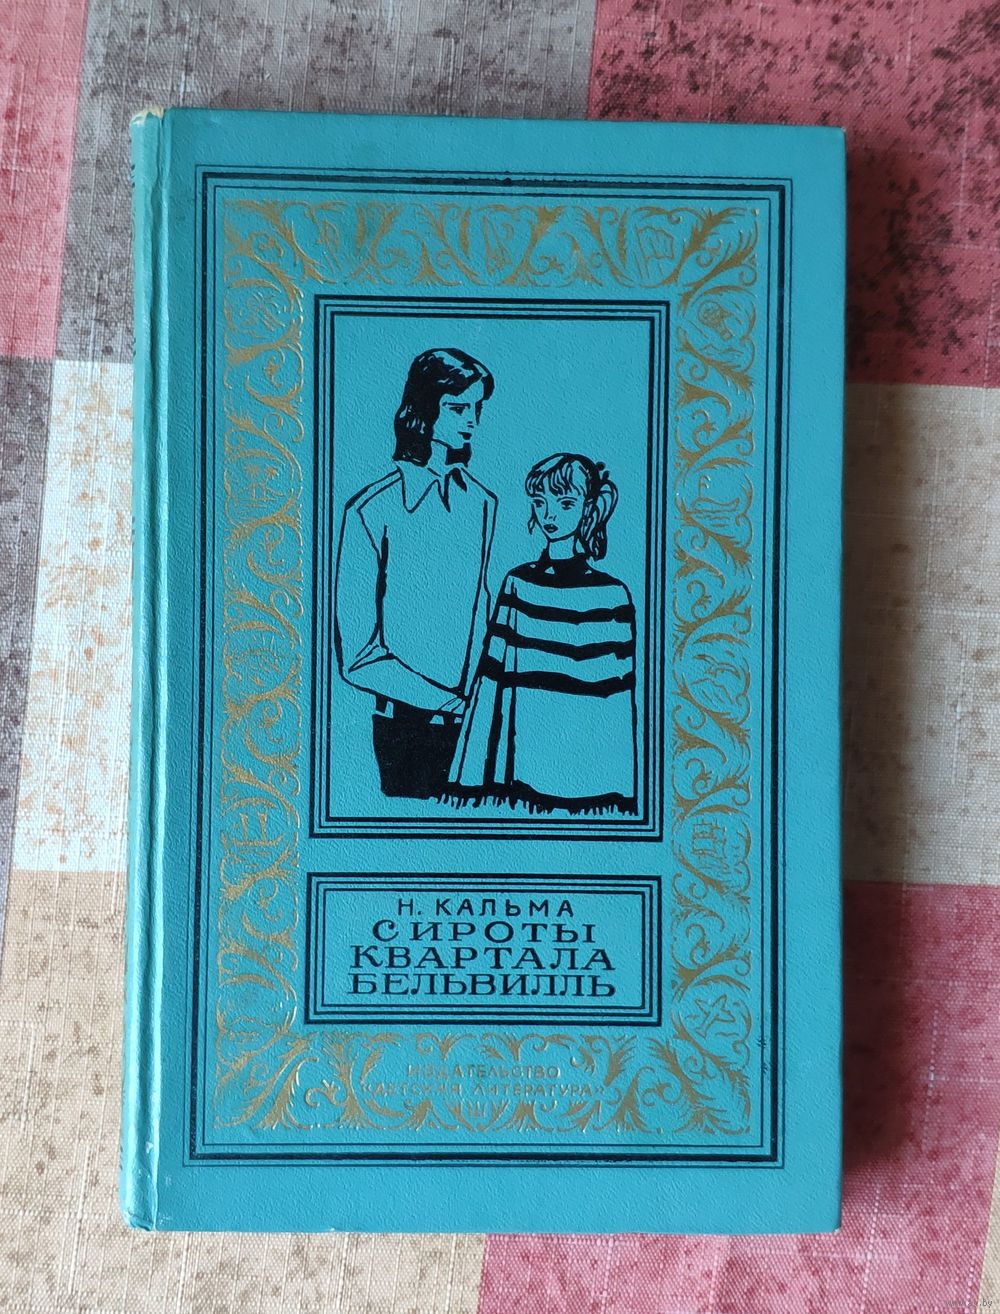 Н. КАЛЬМА
СИРОТЫ
КВАРТАЛА
БЕЛЬВИЛЛЬ
ИЗДАТЕЛЬСТВО
«ДЕТСКАЯ ЛИТЕРАТУРА»